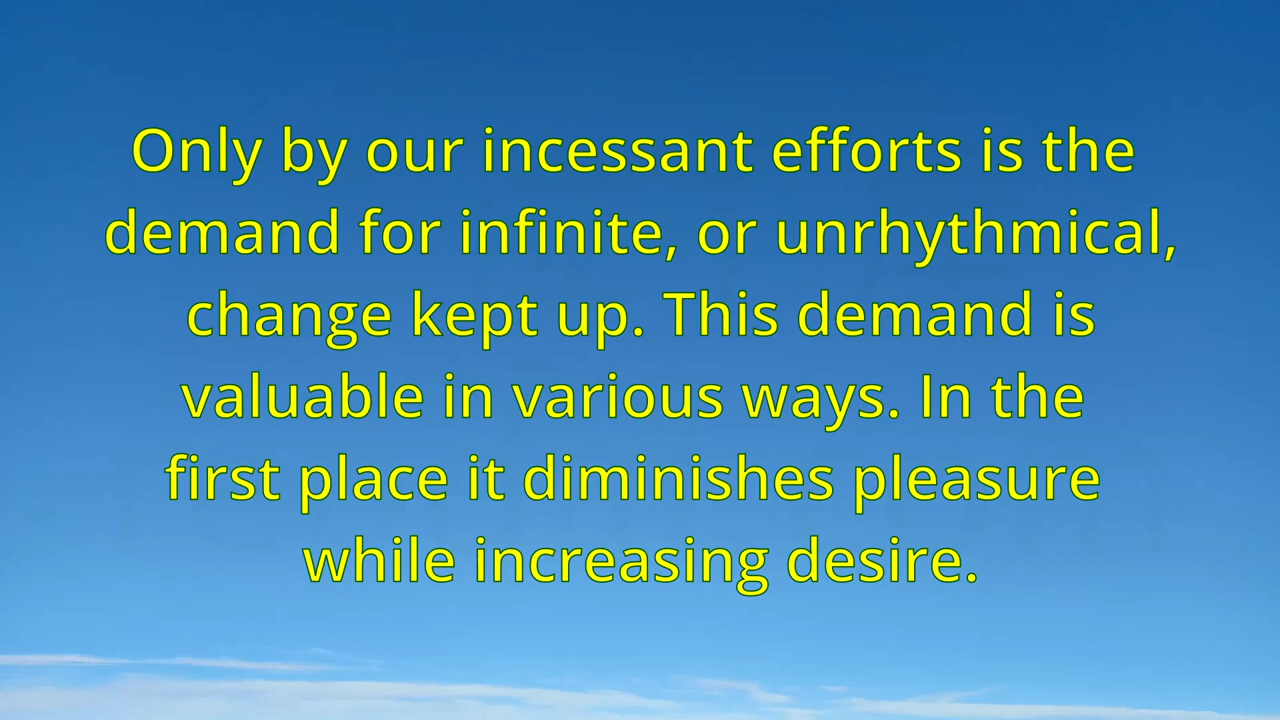 Only by our incessant efforts is the
demand for infinite, or unrhythmical,
change kept up. This demand is
valuable in various ways. In the
first place it diminishes pleasure
while increasing desire.